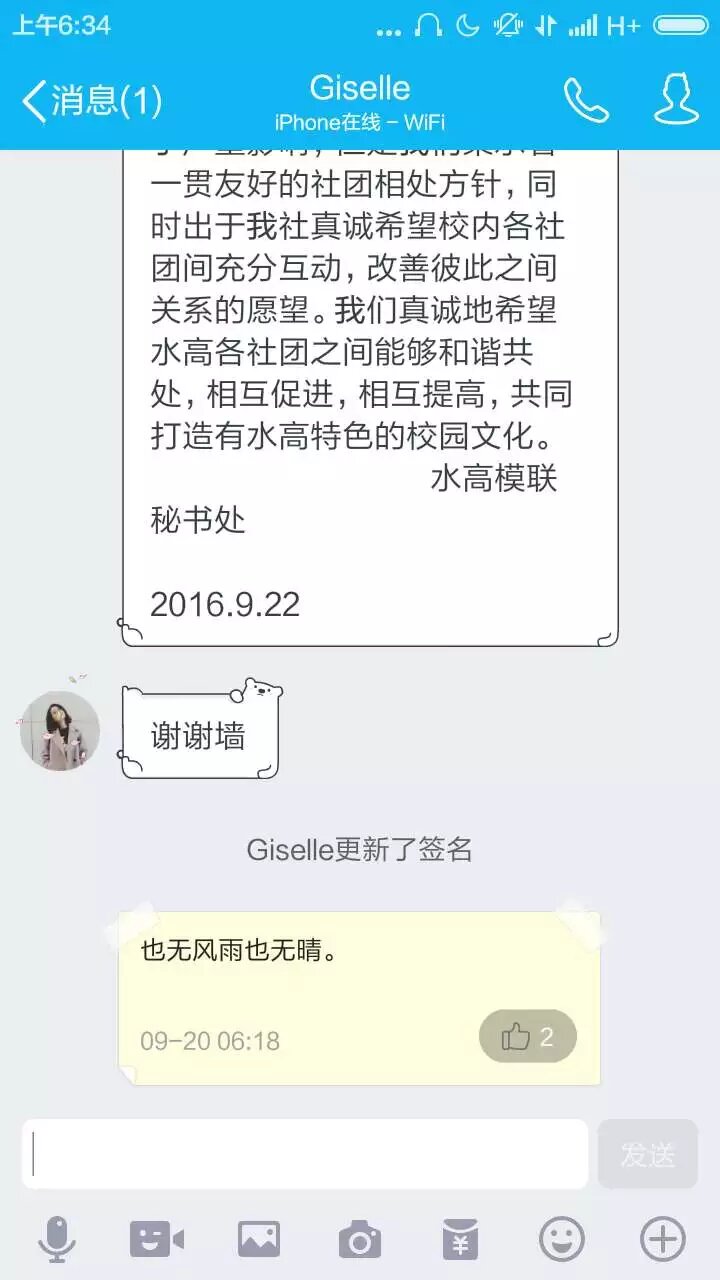 上午6:34
H+
消息(1)
Giselle
iPhone在线 - WiFi
一贯友好的社团相处方针，同
时出于我社真诚希望校内各社
团间充分互动，改善彼此之间
关系的愿望。我们真诚地希望
水高各社团之间能够和谐共
处，相互促进，相互提高，共同
打造有水高特色的校园文化。
水高模联
秘书处
2016.9.22
谢谢墙
Giselle更新了签名
也无风雨也无晴。
09-20 06:18
2
发送